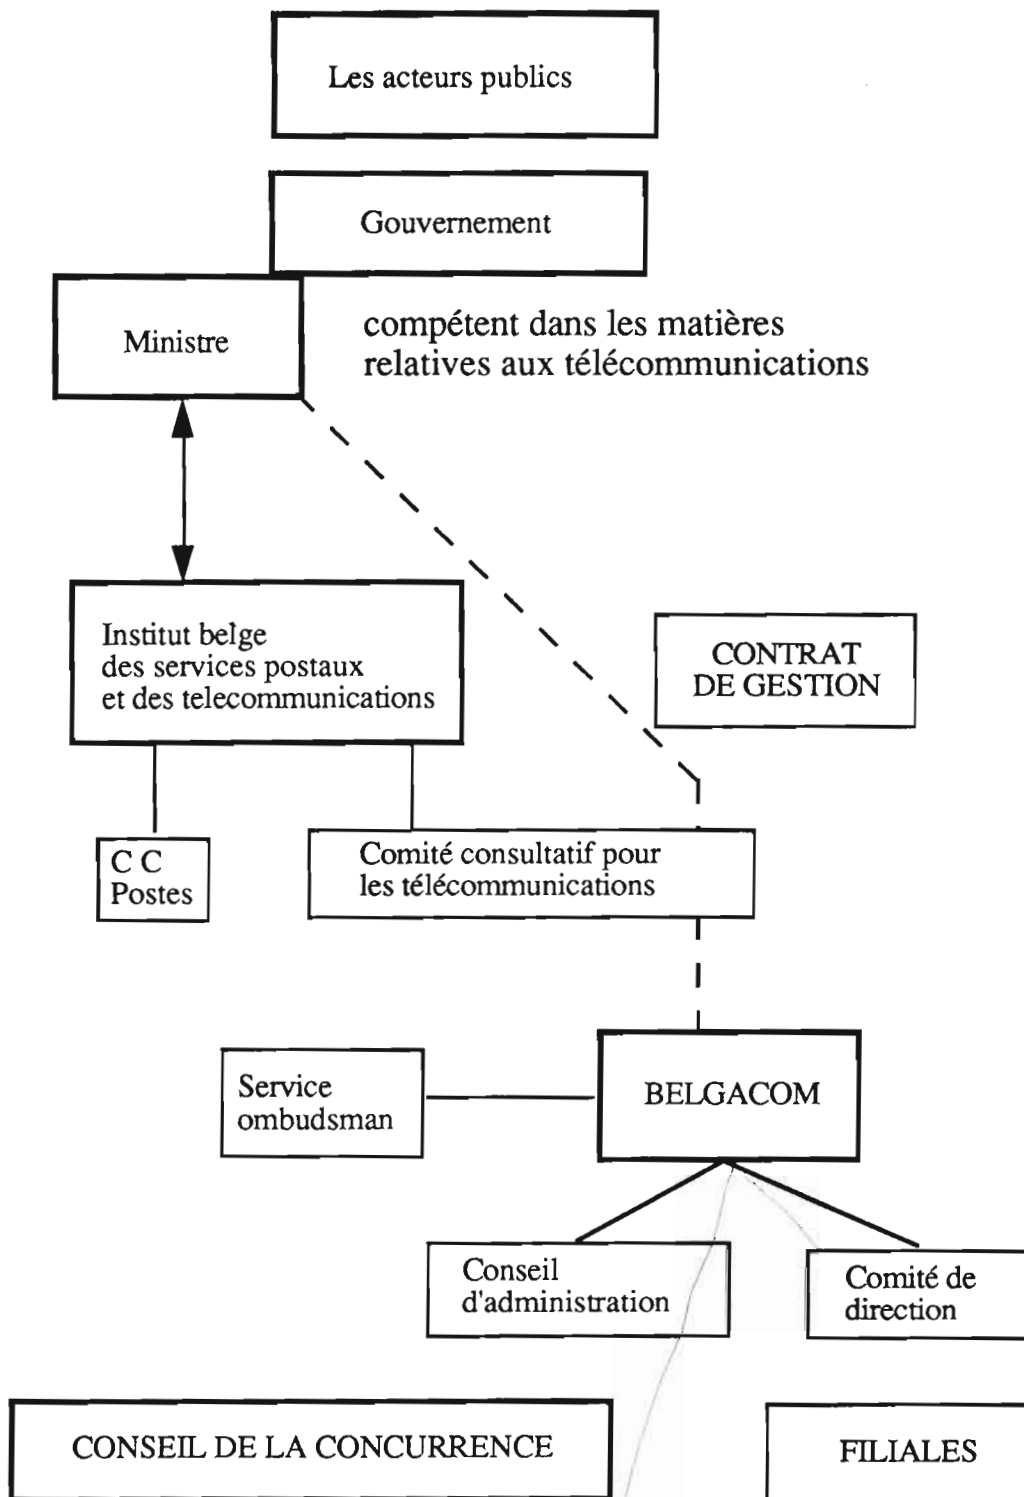 Les acteurs publics
Gouvernement
Ministre
compétent dans les matières
relatives aux télécommunications
Institut belge
des services postaux
et des telecommunications
CONTRAT
DE GESTION
C C
Postes
Comité consultatif pour
les télécommunications
Service
ombudsman
BELGACOM
Conseil
d'administration
Comité de
direction
CONSEIL DE LA CONCURRENCE
FILIALES